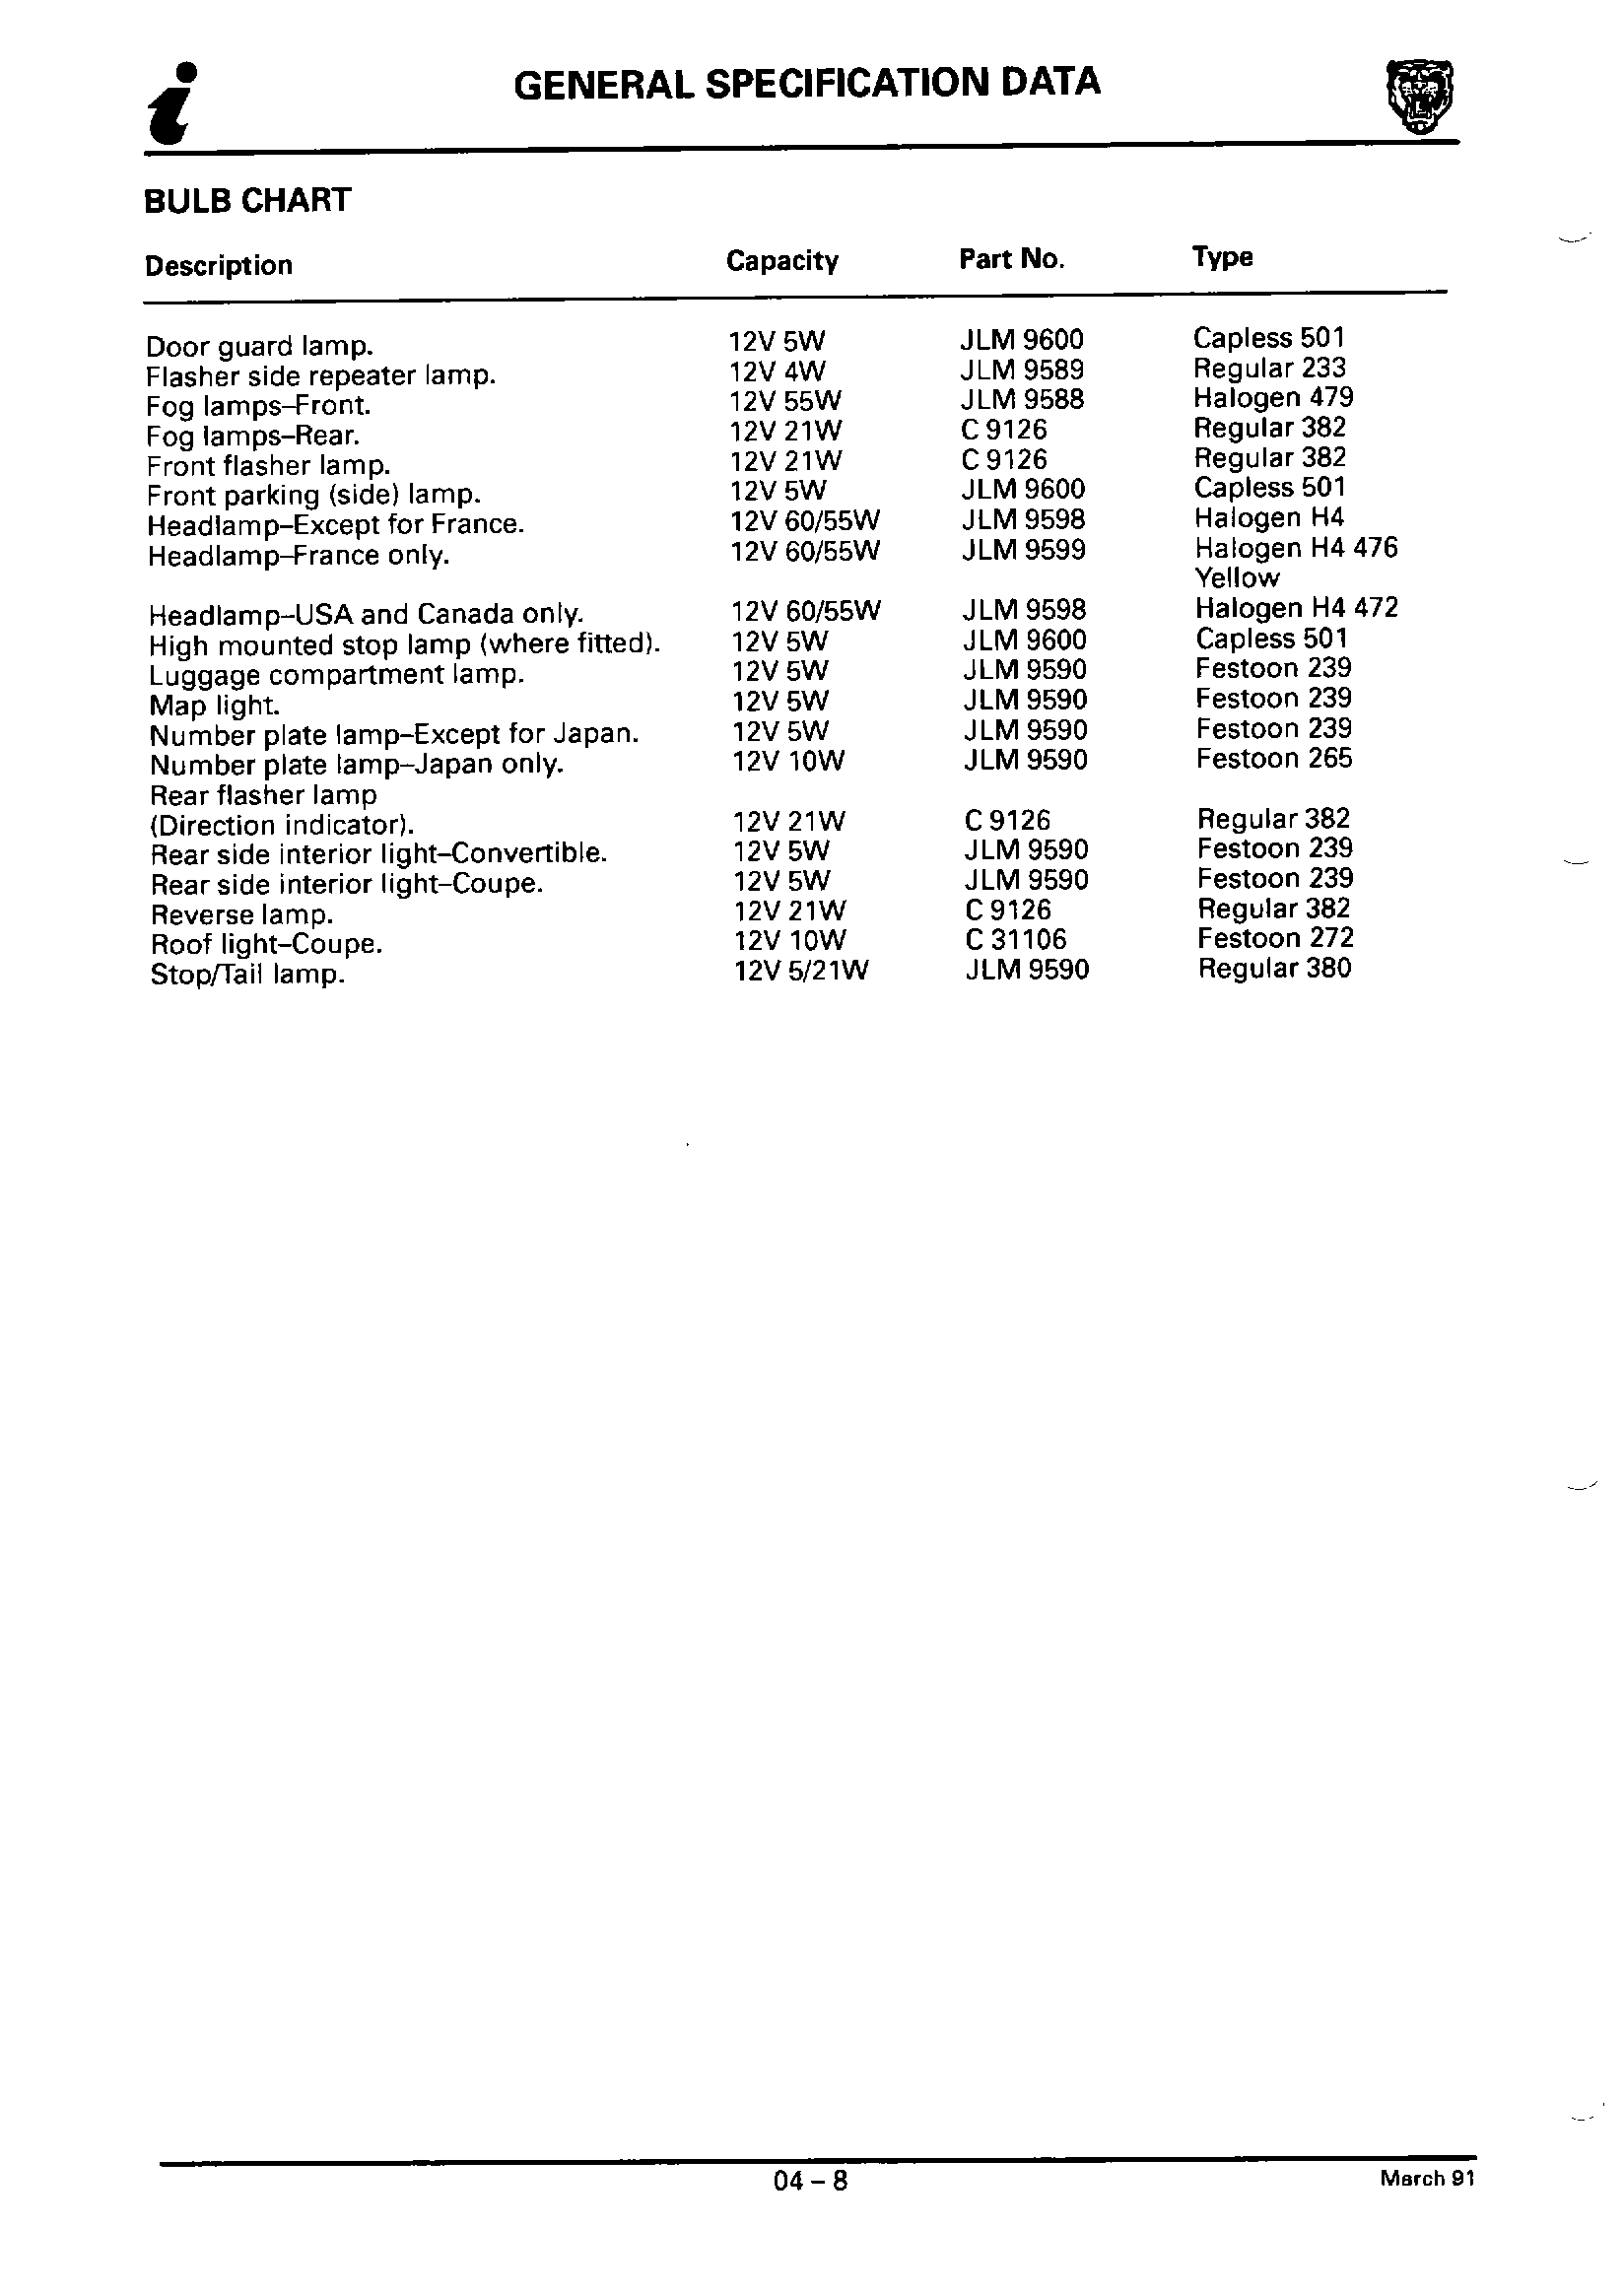 GENERAL SPECIFICATION DATA
BULB CHART
Description Capacity Part No. Type
Door guard lamp. 12V 5W JLM 9600 Capless 501
Flasher side repeater lamp. 12V 4W JLM 9589 Regular 233
Fog lamps–Front. 12V 55W JLM 9588 Halogen 479
Fog lamps–Rear. 12V 21W C 9126 Regular 382
Front flasher lamp. 12V 21W C 9126 Regular 382
Front parking (side) lamp. 12V 5W JLM 9600 Capless 501
Headlamp–Except for France. 12V 60/55W JLM 9598 Halogen H4
Headlamp–France only. 12V 60/55W JLM 9599 Halogen H4 476
Yellow
Headlamp–USA and Canada only. 12V 60/55W JLM 9598 Halogen H4 472
High mounted stop lamp (where fitted). 12V 5W JLM 9600 Capless 501
Luggage compartment lamp. 12V 5W JLM 9590 Festoon 239
Map light. 12V 5W JLM 9590 Festoon 239
Number plate lamp–Except for Japan. 12V 5W JLM 9590 Festoon 239
Number plate lamp–Japan only. 12V 10W JLM 9590 Festoon 265
Rear flasher lamp
(Direction indicator). 12V 21W C 9126 Regular 382
Rear side interior light–Convertible. 12V 5W JLM 9590 Festoon 239
Rear side interior light–Coupe. 12V 5W JLM 9590 Festoon 239
Reverse lamp. 12V 21W C 9126 Regular 382
Roof light–Coupe. 12V 10W C 31106 Festoon 272
Stop/Tail lamp. 12V 5/21W JLM 9590 Regular 380
04 – 8 March 91